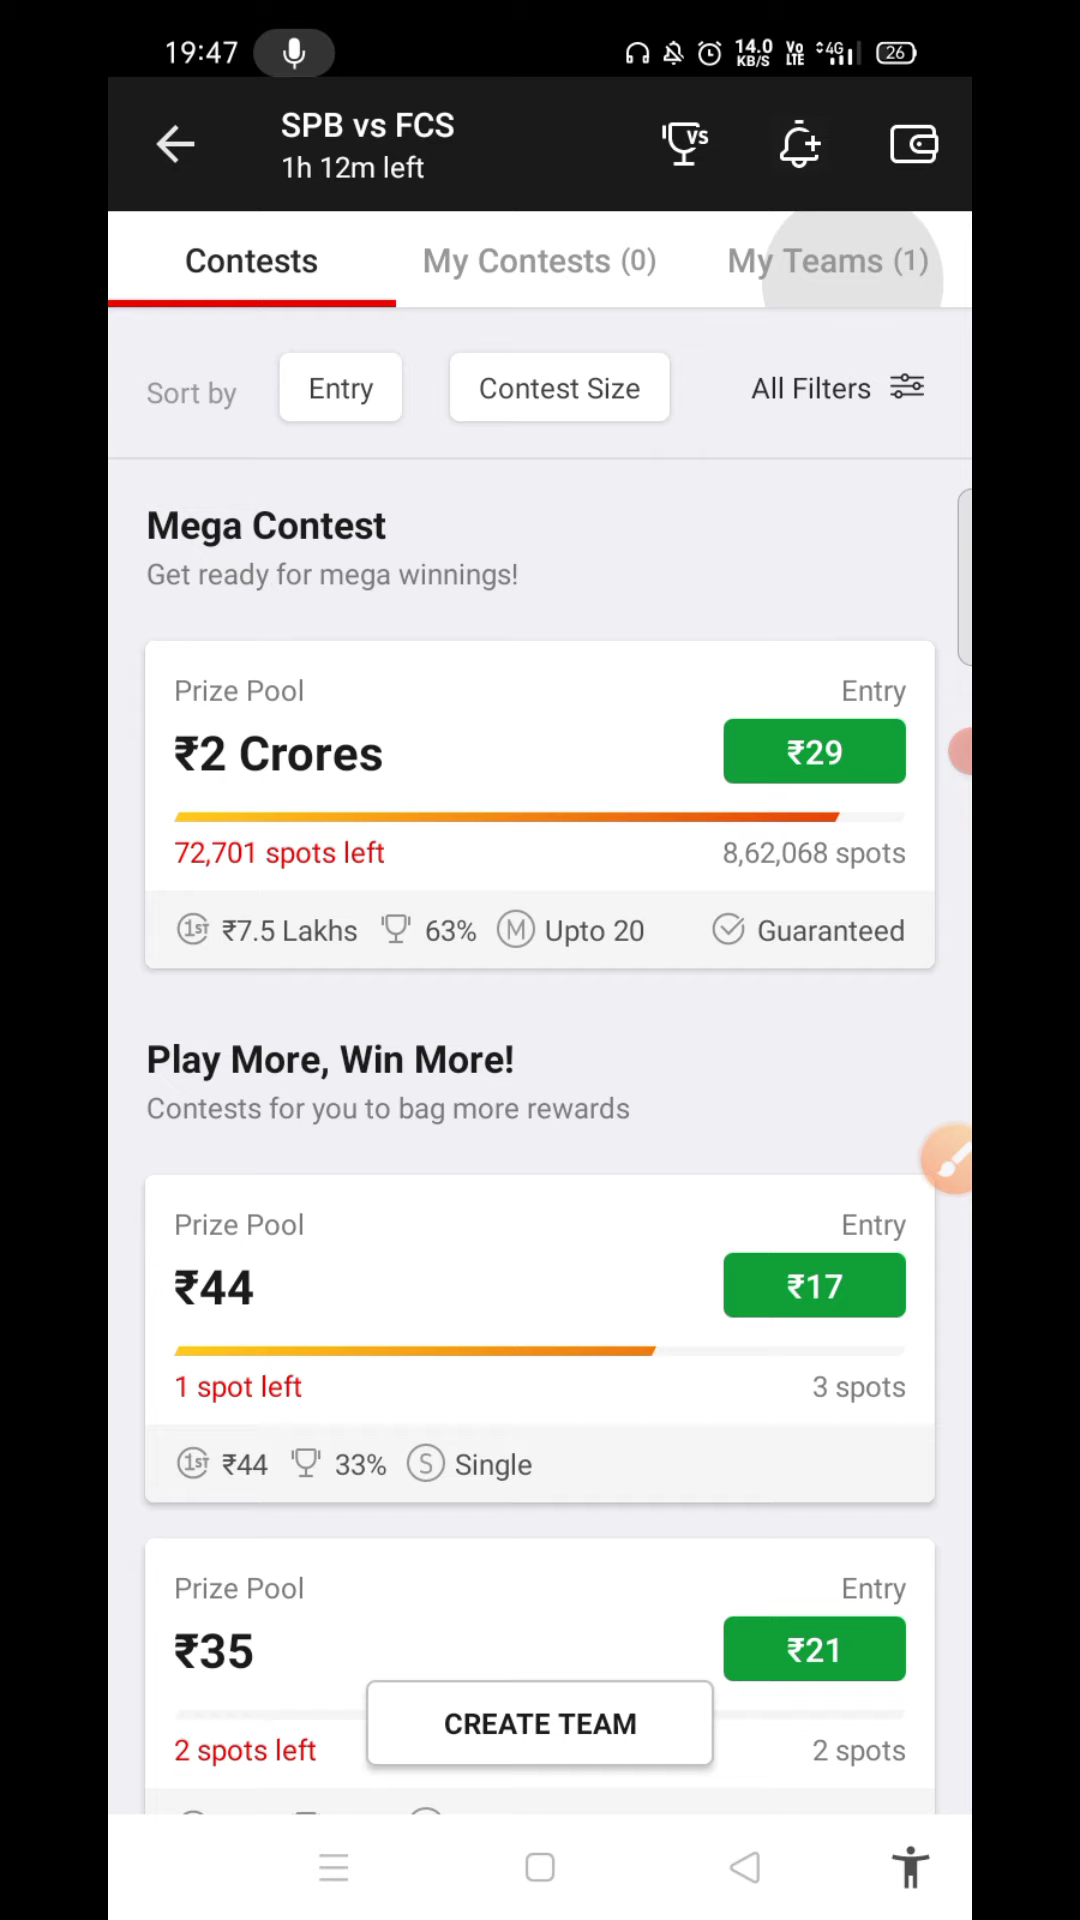 19:47 14.0 KB/S Vo LTE 4G 26
SPB vs FCS
1h 12m left
VS
Contests My Contests (0) My Teams (1)
Sort by Entry Contest Size All Filters
Mega Contest
Get ready for mega winnings!
Prize Pool Entry
₹2 Crores ₹29
72,701 spots left 8,62,068 spots
1ST ₹7.5 Lakhs 63% M Upto 20 Guaranteed
Play More, Win More!
Contests for you to bag more rewards
Prize Pool Entry
₹44 ₹17
1 spot left 3 spots
1ST ₹44 33% S Single
Prize Pool Entry
₹35 ₹21
CREATE TEAM
2 spots left 2 spots